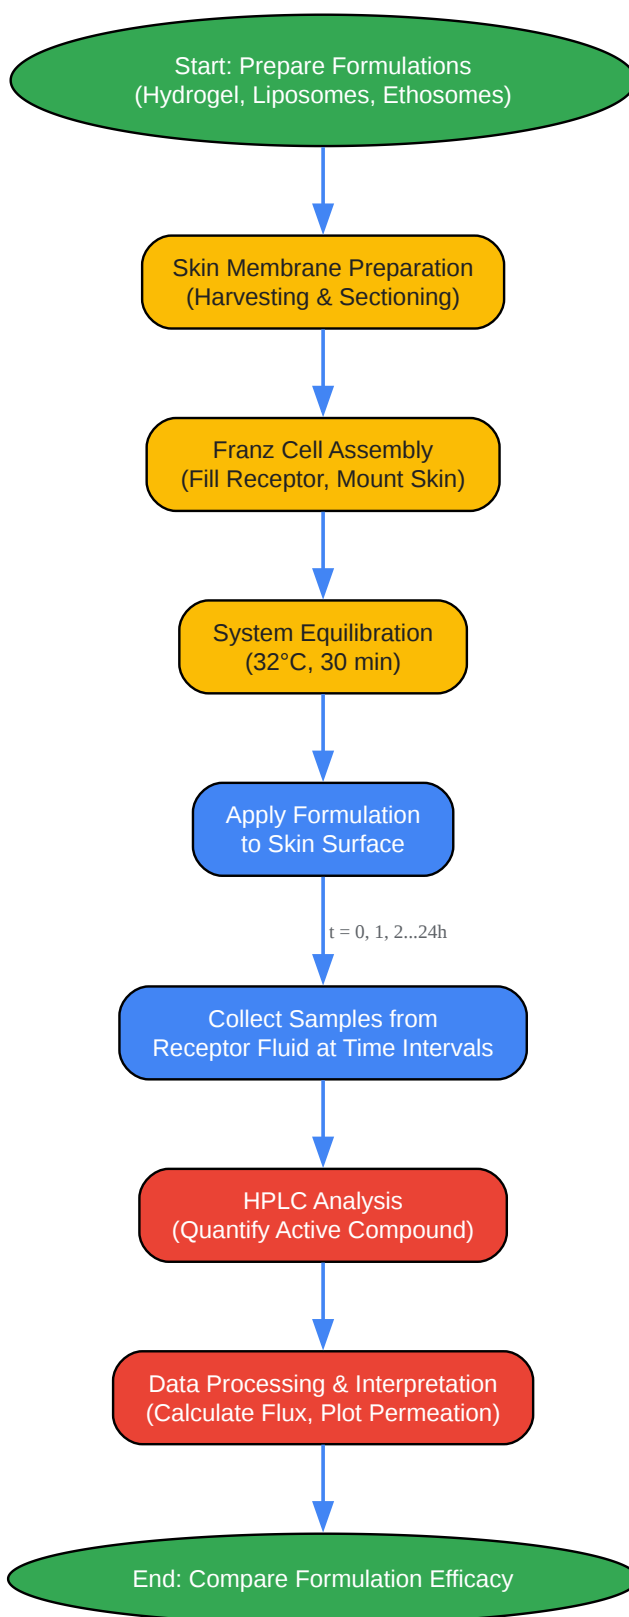 Start: Prepare Formulations
(Hydrogel, Liposomes, Ethosomes)
Skin Membrane Preparation
(Harvesting & Sectioning)
Franz Cell Assembly
(Fill Receptor, Mount Skin)
System Equilibration
(32°C, 30 min)
Apply Formulation
to Skin Surface
t = 0, 1, 2...24h
Collect Samples from
Receptor Fluid at Time Intervals
HPLC Analysis
(Quantify Active Compound)
Data Processing & Interpretation
(Calculate Flux, Plot Permeation)
End: Compare Formulation Efficacy